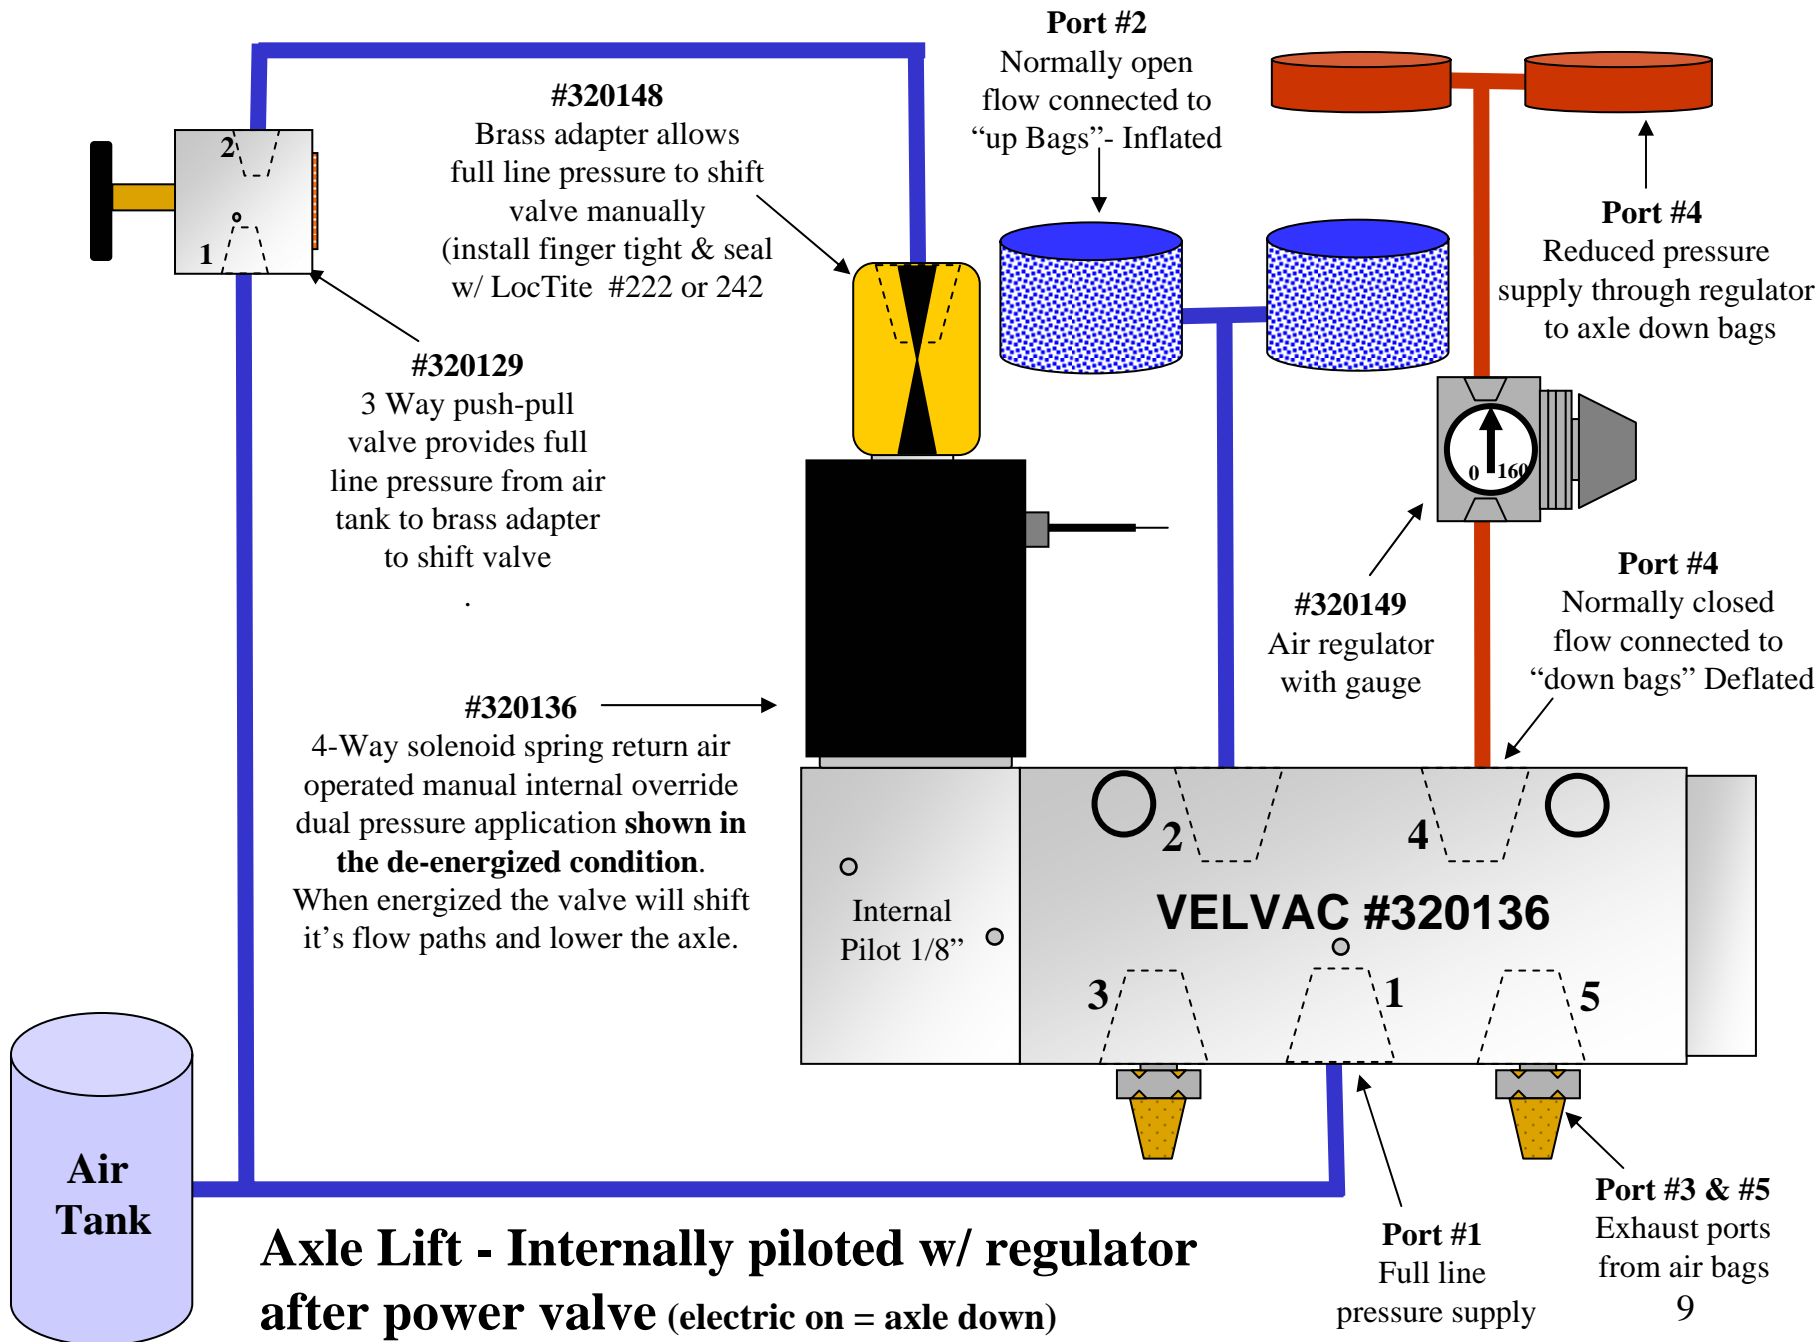 Port #2
Normally open
flow connected to
“up Bags”- Inflated
#320148
Brass adapter allows
full line pressure to shift
valve manually
(install finger tight & seal
w/ LocTite  #222 or 242
2
1
#320129
3 Way push-pull
valve provides full
line pressure from air
tank to brass adapter
to shift valve
.
Port #4
Reduced pressure
supply through regulator
to axle down bags
0 160
#320149
Air regulator
with gauge
Port #4
Normally closed
flow connected to
“down bags” Deflated
#320136
4-Way solenoid spring return air
operated manual internal override
dual pressure application shown in
the de-energized condition.
When energized the valve will shift
it’s flow paths and lower the axle.
2
4
Internal
Pilot 1/8”
VELVAC #320136
3
1
5
Air
Tank
Port #1
Full line
pressure supply
Port #3 & #5
Exhaust ports
from air bags
Axle Lift - Internally piloted w/ regulator
after power valve (electric on = axle down)
9